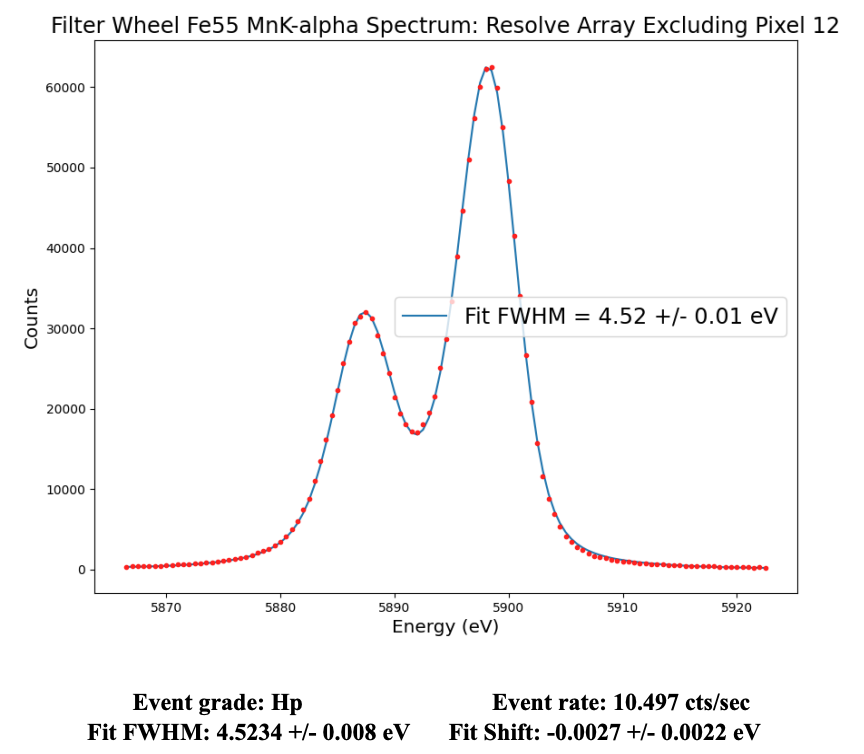 Filter Wheel Fe55 MnK-alpha Spectrum: Resolve Array Excluding Pixel 12
60000
50000
40000
30000
20000
10000
0
Counts
Fit FWHM = 4.52 +/- 0.01 eV
5870 5880 5890 5900 5910 5920
Energy (eV)
Event grade: Hp Event rate: 10.497 cts/sec
Fit FWHM: 4.5234 +/- 0.008 eV Fit Shift: -0.0027 +/- 0.0022 eV